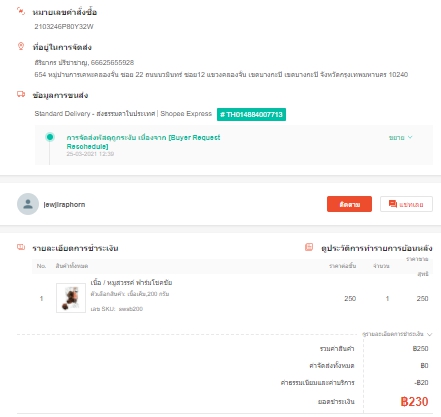 หมายเลขคำสั่งซื้อ
2103246P80Y32W
ที่อยู่ในการจัดส่ง
สิริยากร ปริชาชาญ, 66625655928
654 หมู่บ้านการเคหะคลองจั่น ซอย 22 ถนนนวมินทร์ ซอย12 แขวงคลองจั่น เขตบางกะปิ เขตบางกะปิ จังหวัดกรุงเทพมหานคร 10240
ข้อมูลการขนส่ง
Standard Delivery - ส่งธรรมดาในประเทศ | Shopee Express # TH014884007713
การจัดส่งพัสดุถูกระงับ เนื่องจาก [Buyer Request Reschedule] ขยาย
25-03-2021 12:39
jewjiraphorn ติดตาม แชทเลย
รายละเอียดการชำระเงิน ดูประวัติการทำรายการย้อนหลัง
No. สินค้าทั้งหมด ราคาต่อชิ้น จำนวน ราคาขายสุทธิ
1 เนื้อ / หมูสวรรค์ ฟาร์มโชคชัย 250 1 250
ตัวเลือกสินค้า: เนื้อเค็ม,200 กรัม
เลข SKU: swab200
ดูรายละเอียดการชำระเงิน
รวมค่าสินค้า ฿250
ค่าจัดส่งทั้งหมด ฿0
ค่าธรรมเนียมและค่าบริการ -฿20
ยอดชำระเงิน ฿230